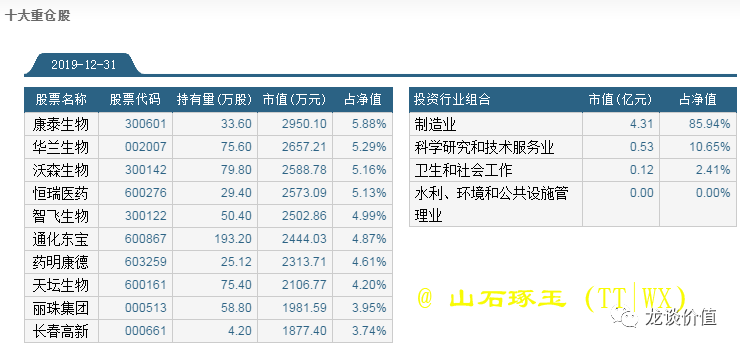 十大重仓股
2019-12-31
股票名称 股票代码 持有量(万股) 市值(万元) 占净值
康泰生物 300601 33.60 2950.10 5.88%
华兰生物 002007 75.60 2657.21 5.29%
沃森生物 300142 79.80 2588.78 5.16%
恒瑞医药 600276 29.40 2573.09 5.13%
智飞生物 300122 50.40 2502.86 4.99%
通化东宝 600867 193.20 2444.03 4.87%
药明康德 603259 25.12 2313.71 4.61%
天坛生物 600161 75.40 2106.77 4.20%
丽珠集团 000513 58.80 1981.59 3.95%
长春高新 000661 4.20 1877.40 3.74%
投资行业组合 市值(亿元) 占净值
制造业 4.31 85.94%
科学研究和技术服务业 0.53 10.65%
卫生和社会工作 0.12 2.41%
水利、环境和公共设施管 0.00 0.00%
理业
@ 山石琢玉 (TT|WX)
龙谈价值